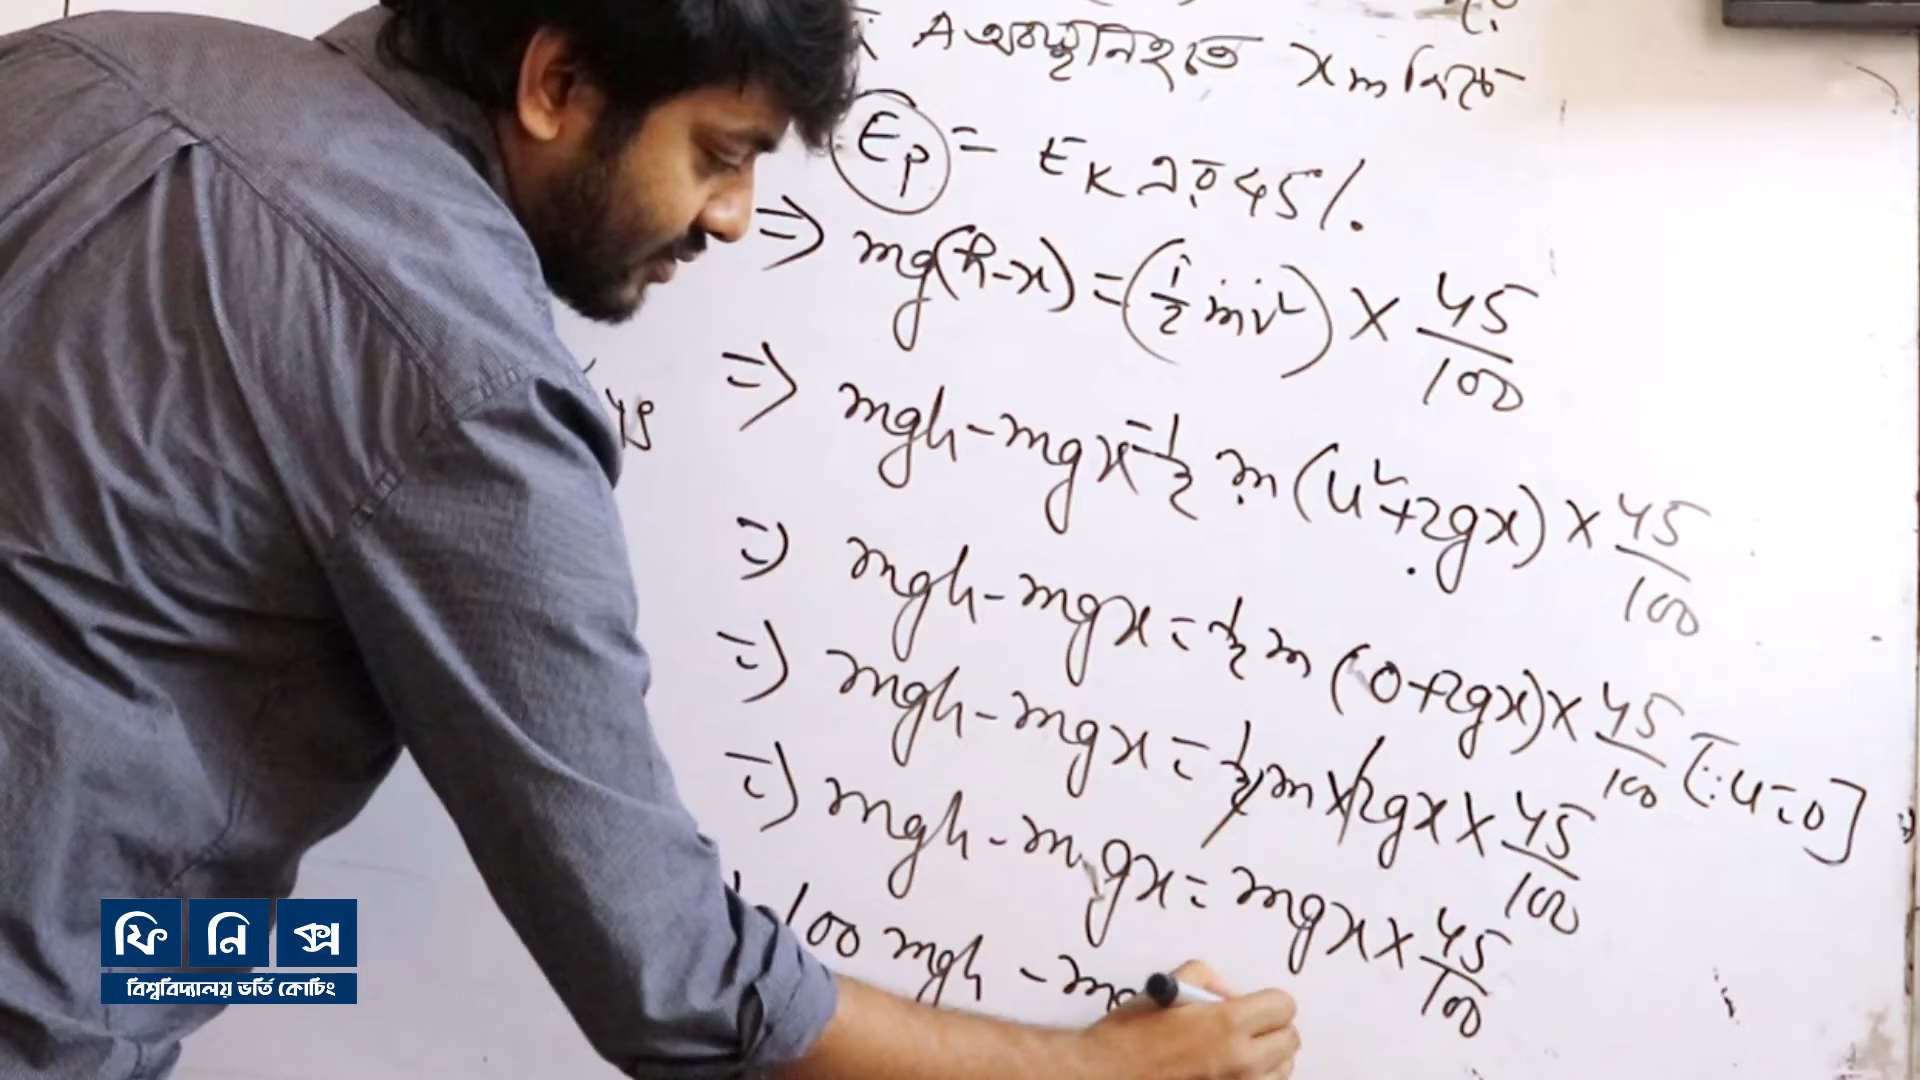 A অবস্থান হতে x m নিচে
Ep = EK এর 45%.
⇒ mg(h-x) = (1/2 mv²) × 45/100
⇒ mgh - mgx = 1/2 m (u²+2gx) × 45/100
⇒ mgh - mgx = 1/2 m (0+2gx) × 45/100 [∵ u=0]
⇒ mgh - mgx = 1/2 m × 2gx × 45/100
⇒ mgh - mgx = mgx × 45/100
100 mgh - mg
ফিনিক্স
বিশ্ববিদ্যালয় ভর্তি কোচিং